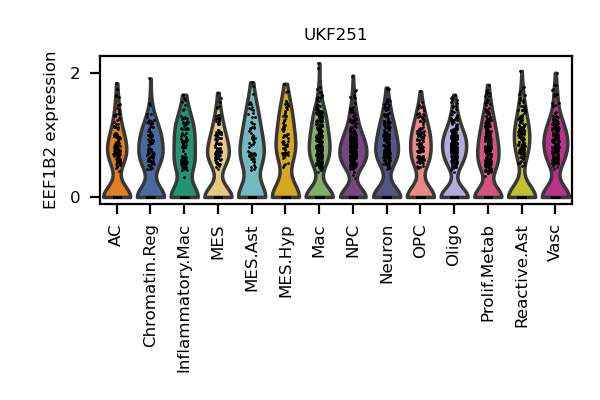 UKF251
EEF1B2 expression
2
0
AC
Chromatin.Reg
Inflammatory.Mac
MES
MES.Ast
MES.Hyp
Mac
NPC
Neuron
OPC
Oligo
Prolif.Metab
Reactive.Ast
Vasc